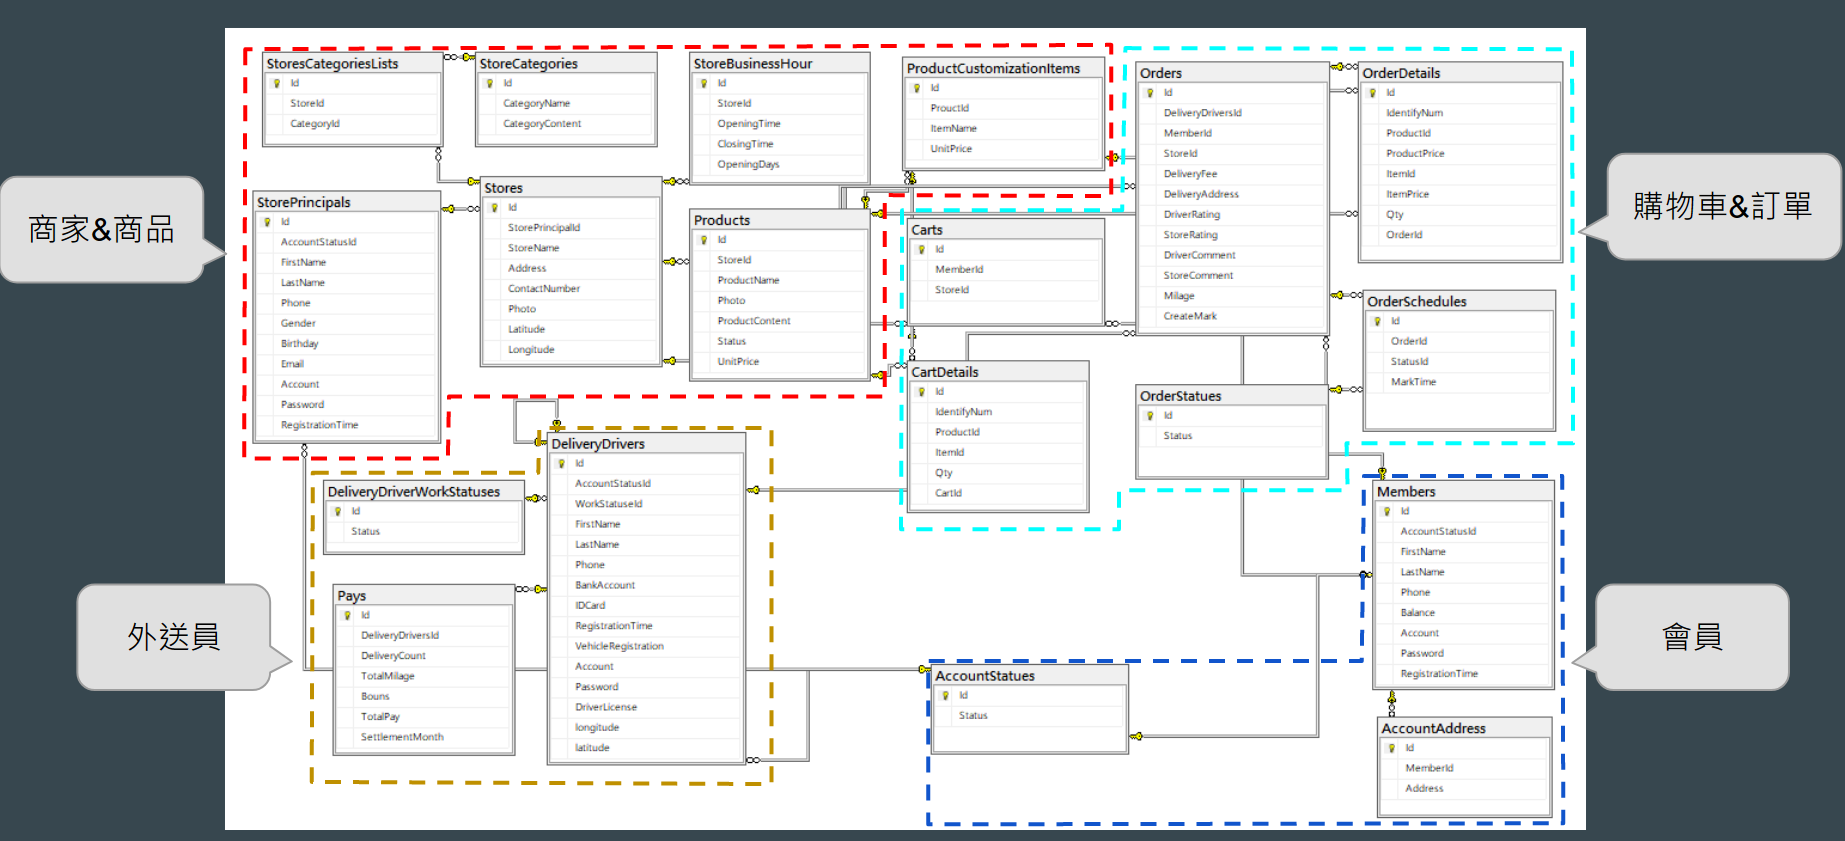 商家&商品
StoresCategoriesLists
Id
StoreId
CategoryId
StoreCategories
Id
CategoryName
CategoryContent
StoreBusinessHour
Id
StoreId
OpeningTime
ClosingTime
OpeningDays
ProductCustomizationItems
Id
ProuctId
ItemName
UnitPrice
StorePrincipals
Id
AccountStatusId
FirstName
LastName
Phone
Gender
Birthday
Email
Account
Password
RegistrationTime
Stores
Id
StorePrincipalId
StoreName
Address
ContactNumber
Photo
Latitude
Longitude
Products
Id
StoreId
ProductName
Photo
ProductContent
Status
UnitPrice
購物車&訂單
Orders
Id
DeliveryDriversId
MemberId
StoreId
DeliveryFee
DeliveryAddress
DriverRating
StoreRating
DriverComment
StoreComment
Milage
CreateMark
OrderDetails
Id
IdentifyNum
ProductId
ProductPrice
ItemId
ItemPrice
Qty
OrderId
Carts
Id
MemberId
StoreId
CartDetails
Id
IdentifyNum
ProductId
ItemId
Qty
CartId
OrderSchedules
Id
OrderId
StatusId
MarkTime
OrderStatues
Id
Status
外送員
DeliveryDriverWorkStatuses
Id
Status
Pays
Id
DeliveryDriversId
DeliveryCount
TotalMilage
Bouns
TotalPay
SettlementMonth
DeliveryDrivers
Id
AccountStatusId
WorkStatuseId
FirstName
LastName
Phone
BankAccount
IDCard
RegistrationTime
VehicleRegistration
Account
Password
DriverLicense
longitude
latitude
會員
Members
Id
AccountStatusId
FirstName
LastName
Phone
Balance
Account
Password
RegistrationTime
AccountStatues
Id
Status
AccountAddress
Id
MemberId
Address